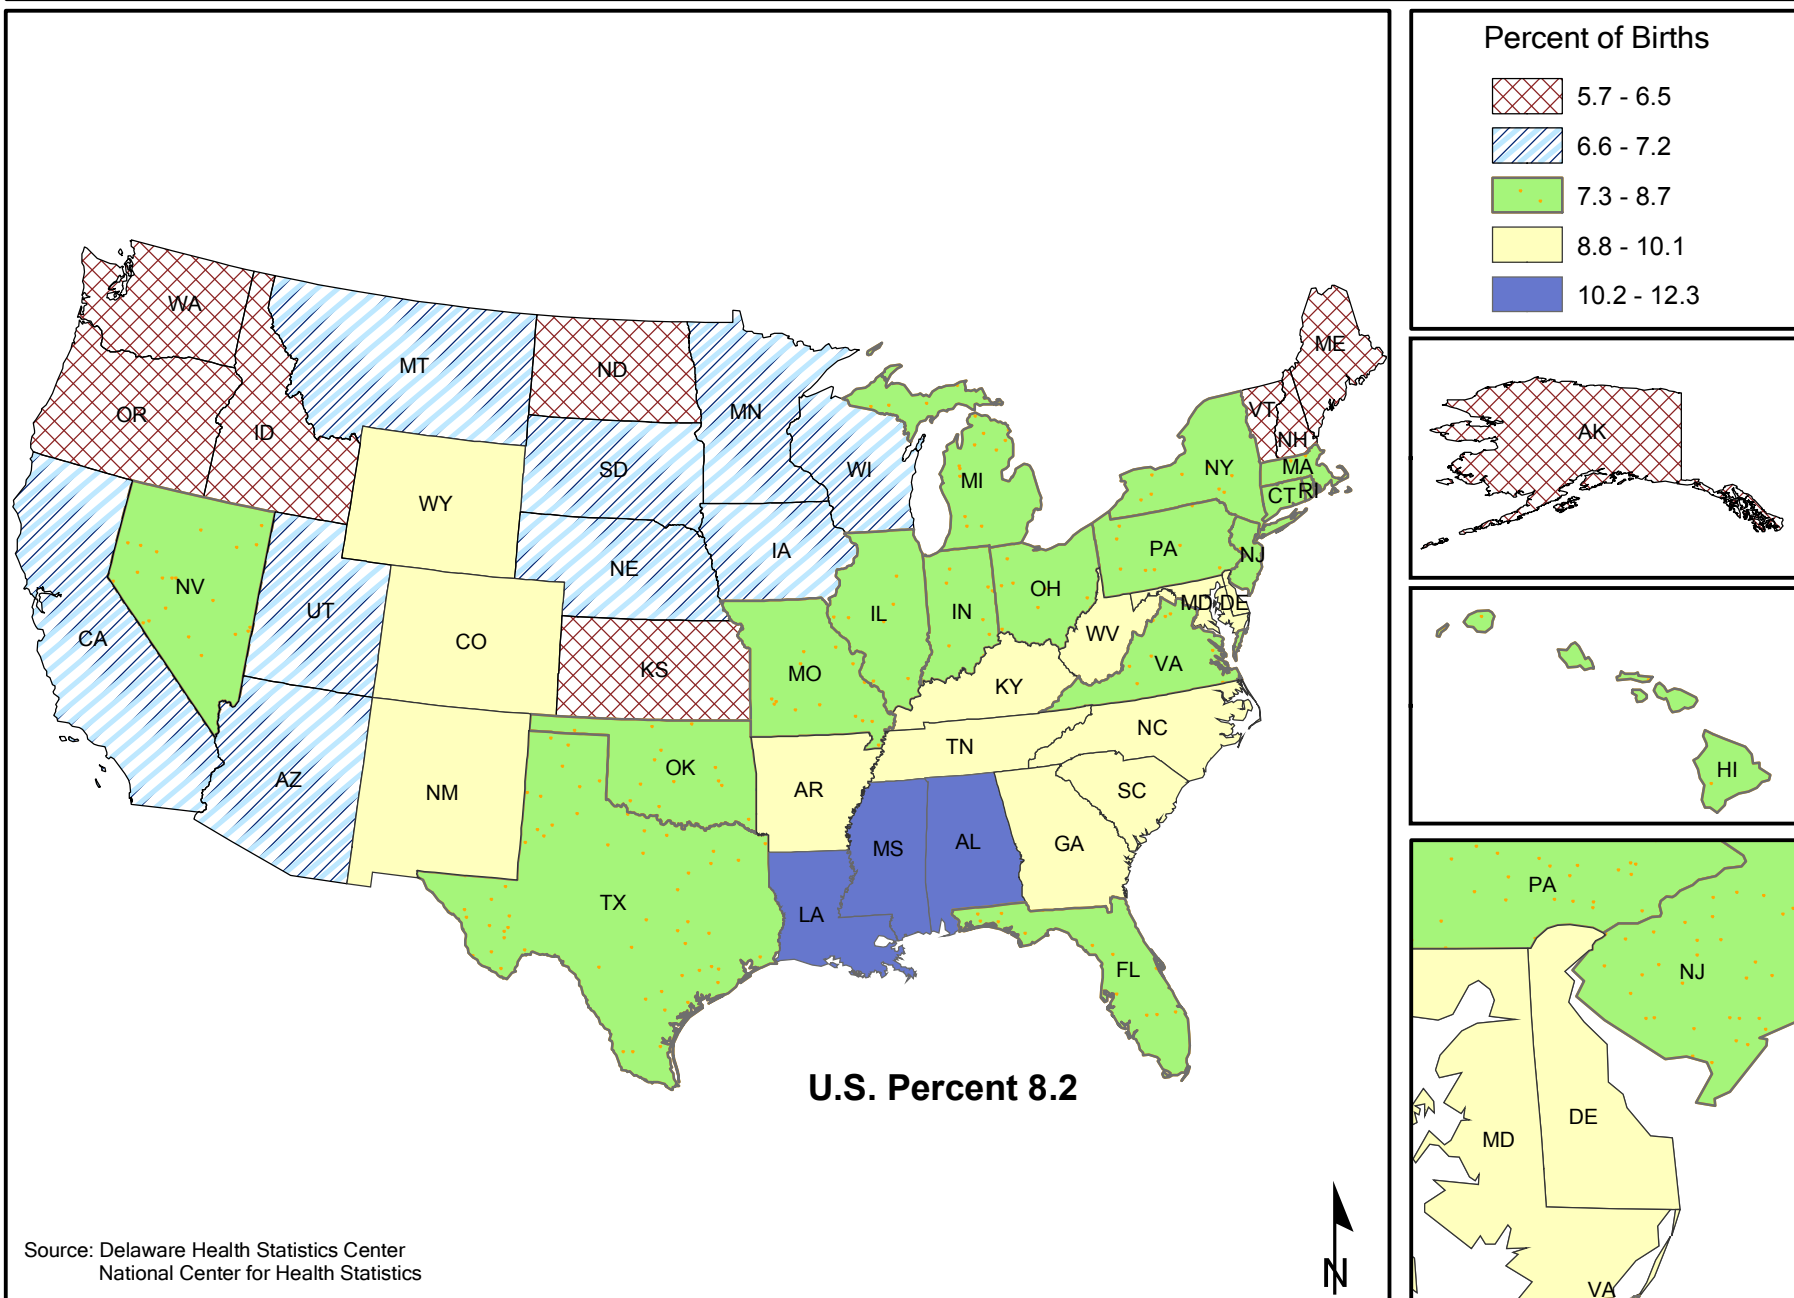 Percent of Births
5.7 - 6.5
6.6 - 7.2
7.3 - 8.7
8.8 - 10.1
10.2 - 12.3
WA
MT
ND
ME
OR
ID
MN
VT
NH
SD
WI
NY
MA
MI
CT RI
WY
NE
IA
PA
NJ
NV
UT
OH
IL
IN
MD DE
CA
CO
WV
KS
MO
VA
KY
NC
TN
AZ
NM
OK
AR
SC
MS
AL
GA
TX
LA
FL
U.S. Percent 8.2
AK
HI
PA
NJ
DE
MD
VA
N
Source: Delaware Health Statistics Center
National Center for Health Statistics